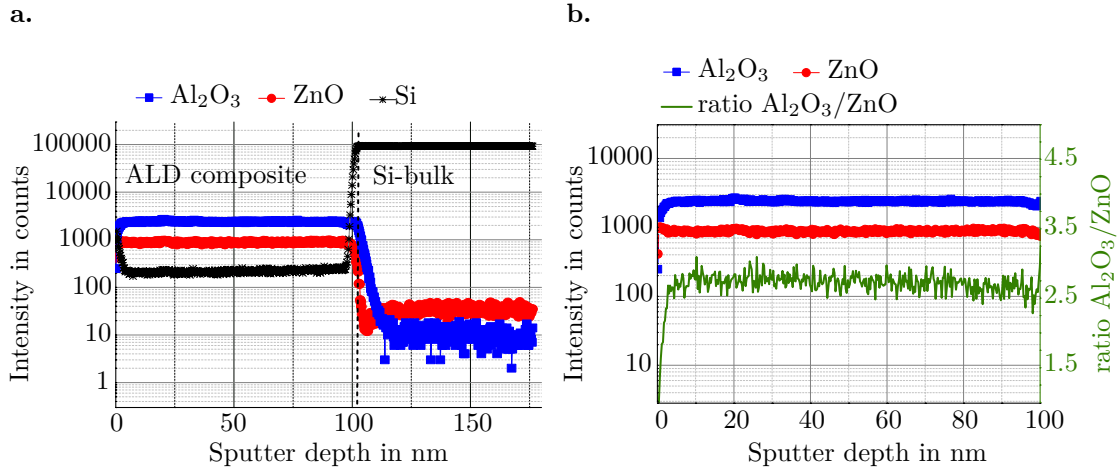 a.
Al₂O₃ ZnO Si
100000
10000
1000
100
10
1
Intensity in counts
ALD composite
Si-bulk
0 50 100 150
Sputter depth in nm
b.
Al₂O₃ ZnO
ratio Al₂O₃/ZnO
10000
1000
100
10
Intensity in counts
4.5
3.5
2.5
1.5
ratio Al₂O₃/ZnO
0 20 40 60 80 100
Sputter depth in nm